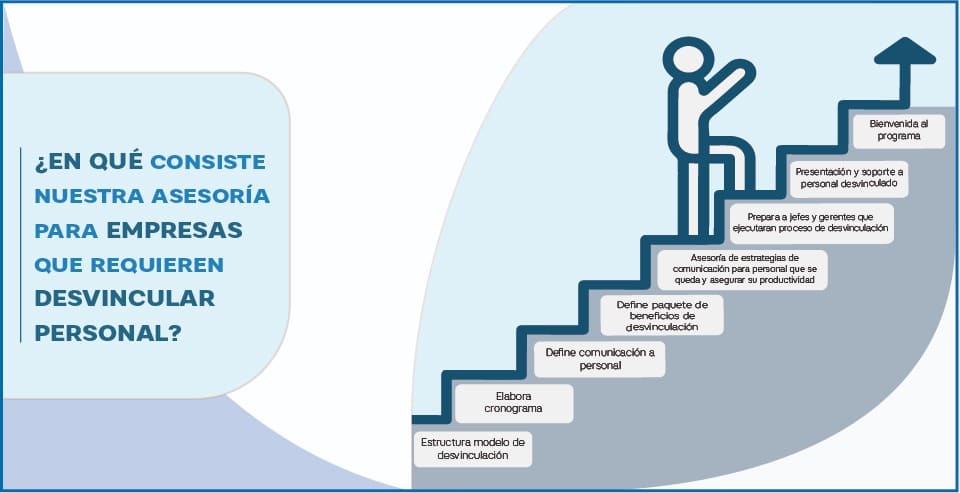 ¿EN QUÉ CONSISTE
NUESTRA ASESORÍA
PARA EMPRESAS
QUE REQUIEREN
DESVINCULAR
PERSONAL?
Bienvenida al
programa
Presentación y soporte a
personal desvinculado
Prepara a jefes y gerentes que
ejecutaran proceso de desvinculación
Asesoría de estrategias de
comunicación para personal que se
queda y asegurar su productividad
Define paquete de
beneficios de
desvinculación
Define comunicación a
personal
Elabora
cronograma
Estructura modelo de
desvinculación